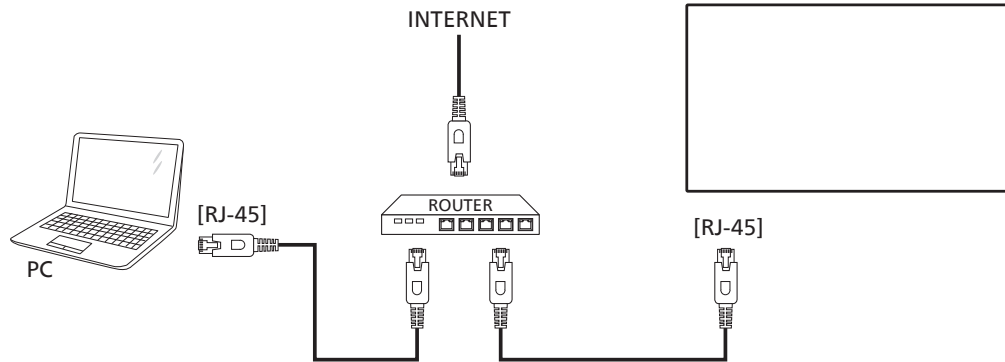 INTERNET
ROUTER
[RJ-45]
[RJ-45]
PC